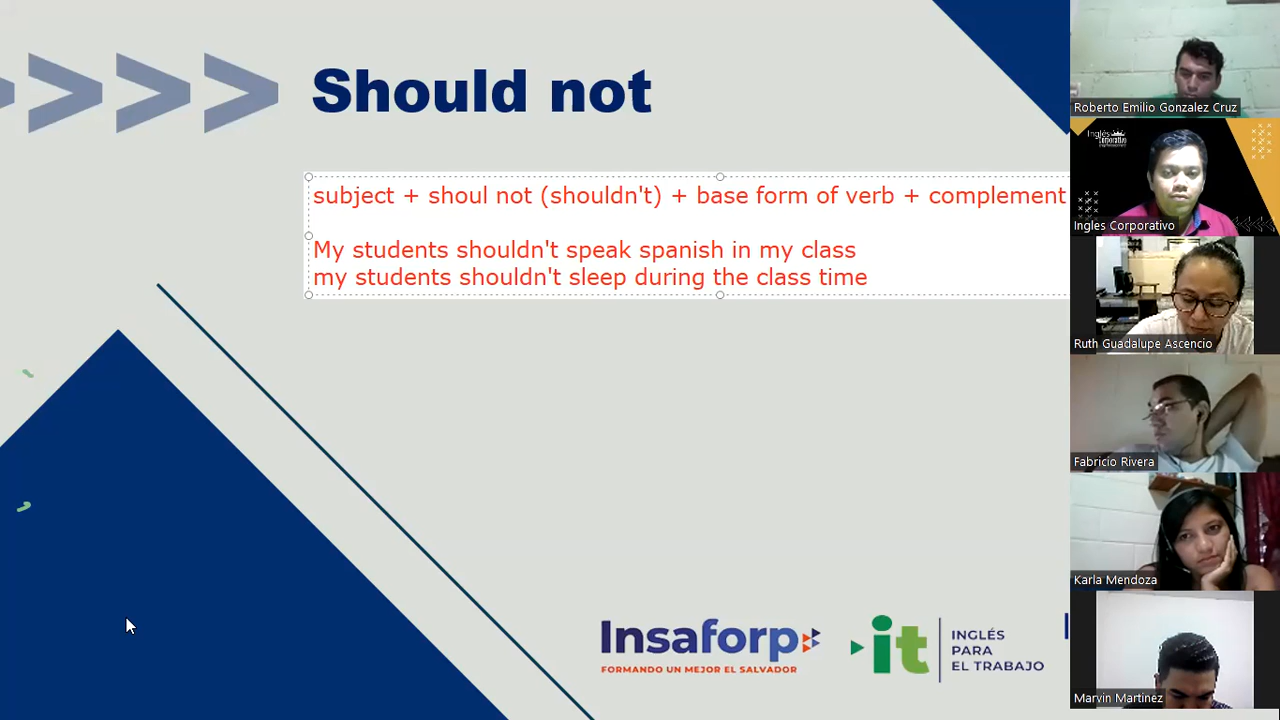 Should not
subject + shoul not (shouldn't) + base form of verb + complement
My students shouldn't speak spanish in my class
my students shouldn't sleep during the class time
Insaforp
FORMANDO UN MEJOR EL SALVADOR
it
INGLÉS
PARA
EL TRABAJO
Roberto Emilio Gonzalez Cruz
Inglés
Corporativo
Ingles Corporativo
Ruth Guadalupe Ascencio
Fabricio Rivera
Karla Mendoza
Marvin Martinez